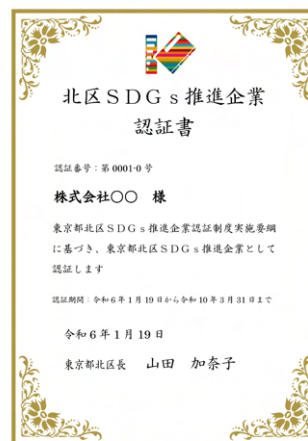 北区ＳＤＧｓ推進企業
認証書
認証番号：第0001-0号
株式会社〇〇　様
東京都北区ＳＤＧｓ推進企業認証制度実施要綱
に基づき、東京都北区ＳＤＧｓ推進企業として
認証します
認証期間：令和６年１月19日から令和10年３月31日まで
令和６年１月19日
東京都北区長　山田　加奈子